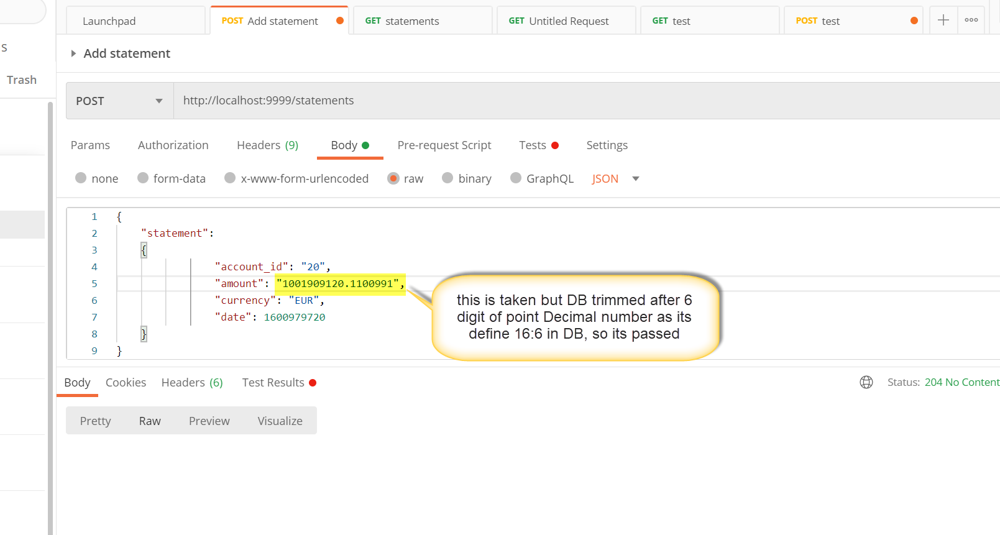 Launchpad
POST Add statement
GET statements
GET Untitled Request
GET test
POST test
S
Trash
Add statement
POST
http://localhost:9999/statements
Params
Authorization
Headers (9)
Body
Pre-request Script
Tests
Settings
none
form-data
x-www-form-urlencoded
raw
binary
GraphQL
JSON
1 {
2 "statement":
3 {
4 "account_id": "20",
5 "amount": "1001909120.1100991",
6 "currency": "EUR",
7 "date": 1600979720
8 }
9 }
this is taken but DB trimmed after 6
digit of point Decimal number as its
define 16:6 in DB, so its passed
Body
Cookies
Headers (6)
Test Results
Status: 204 No Content
Pretty
Raw
Preview
Visualize